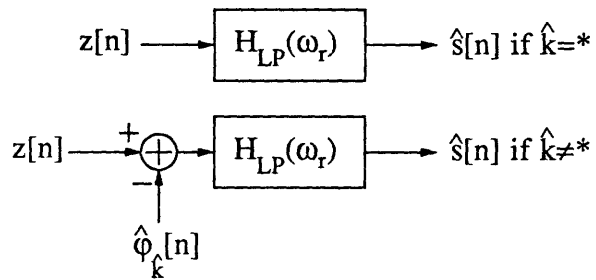 z[n] H_LP(ω_r) ŝ[n] if k̂=*
z[n] + − H_LP(ω_r) ŝ[n] if k̂≠*
φ̂_k̂[n]